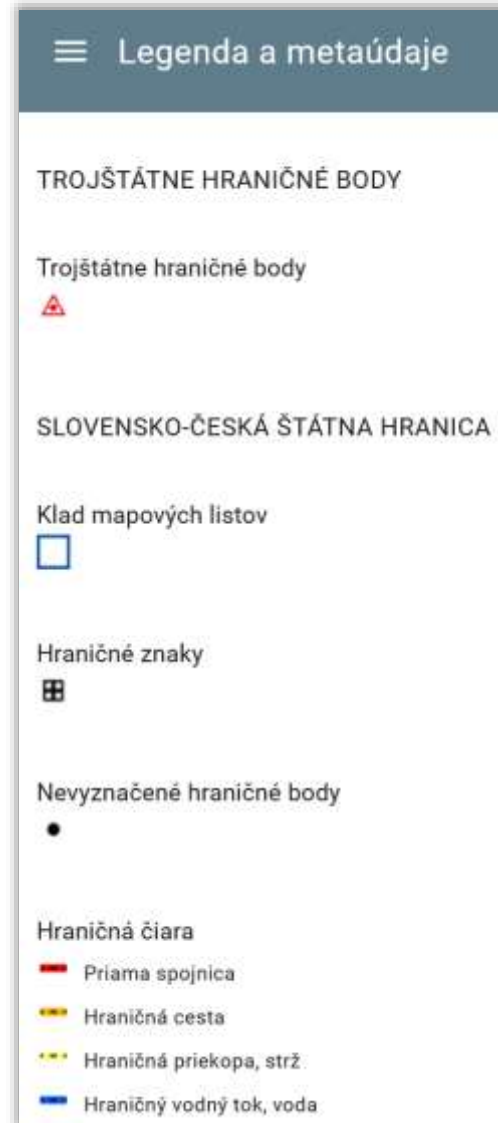 Legenda a metaúdaje
TROJŠTÁTNE HRANIČNÉ BODY
Trojštátne hraničné body
SLOVENSKO-ČESKÁ ŠTÁTNA HRANICA
Klad mapových listov
Hraničné znaky
Nevyznačené hraničné body
Hraničná čiara
Priama spojnica
Hraničná cesta
Hraničná priekopa, strž
Hraničný vodný tok, voda